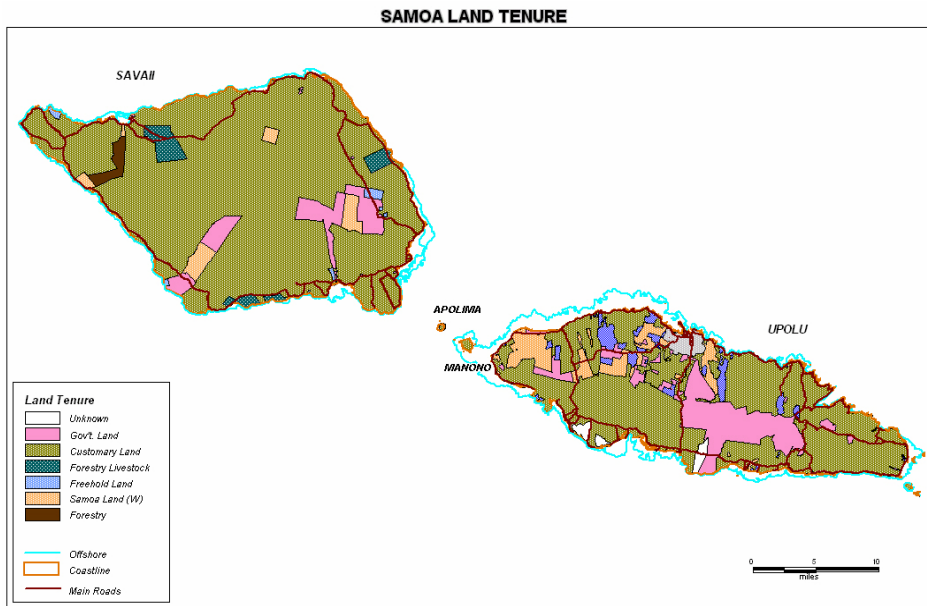 SAMOA LAND TENURE
SAVAII
APOLIMA
UPOLU
MANONO
Land Tenure
Unknown
Gov't. Land
Customary Land
Forestry Livestock
Freehold Land
Samoa Land (W)
Forestry
Offshore
Coastline
Main Roads
0 5 10
miles